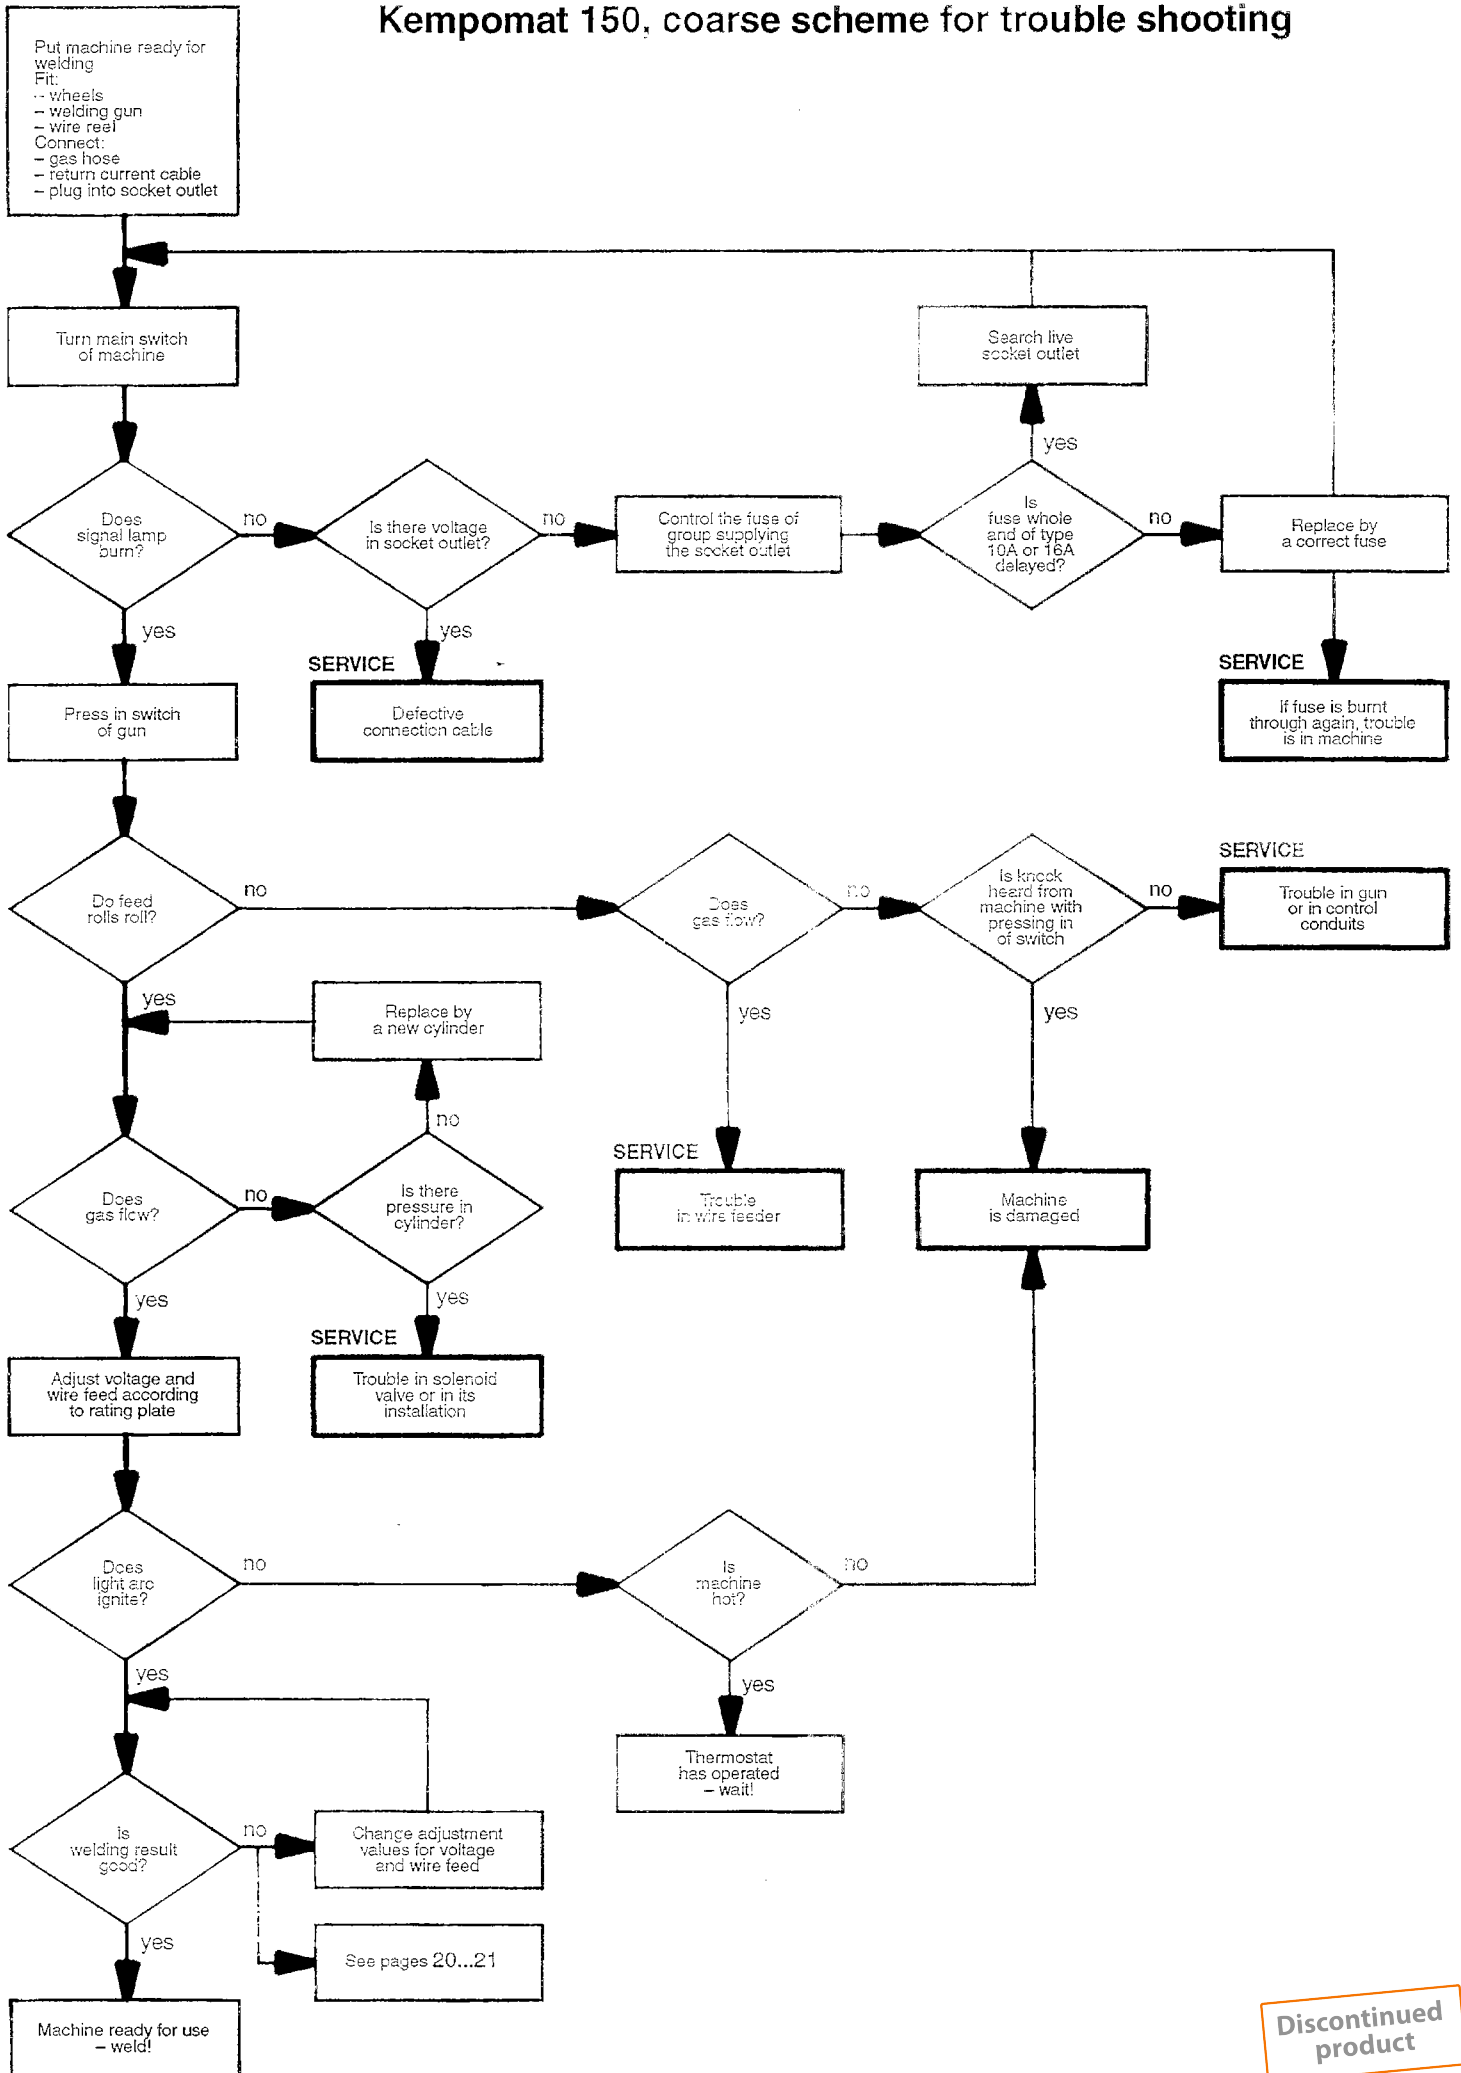 Kempomat 150, coarse scheme for trouble shooting
Put machine ready for
welding
Fit:
– wheels
– welding gun
– wire reel
Connect:
– gas hose
– return current cable
– plug into socket outlet
Turn main switch
of machine
Search live
socket outlet
yes
Does
signal lamp
burn?
no
Is there voltage
in socket outlet?
no
Control the fuse of
group supplying
the socket outlet
Is
fuse whole
and of type
10A or 16A
delayed?
no
Replace by
a correct fuse
yes
yes
SERVICE
SERVICE
Press in switch
of gun
Defective
connection cable
If fuse is burnt
through again, trouble
is in machine
Do feed
rolls roll?
no
Does
gas flow?
no
Is knock
heard from
machine with
pressing in
of switch
no
SERVICE
Trouble in gun
or in control
conduits
yes
Replace by
a new cylinder
yes
yes
no
Does
gas flow?
no
Is there
pressure in
cylinder?
SERVICE
Trouble
in wire feeder
Machine
is damaged
yes
yes
SERVICE
Adjust voltage and
wire feed according
to rating plate
Trouble in solenoid
valve or in its
installation
Does
light arc
ignite?
no
Is
machine
hot?
no
yes
yes
Thermostat
has operated
– wait!
Is
welding result
good?
no
Change adjustment
values for voltage
and wire feed
yes
See pages 20...21
Machine ready for use
– weld!
Discontinued
product